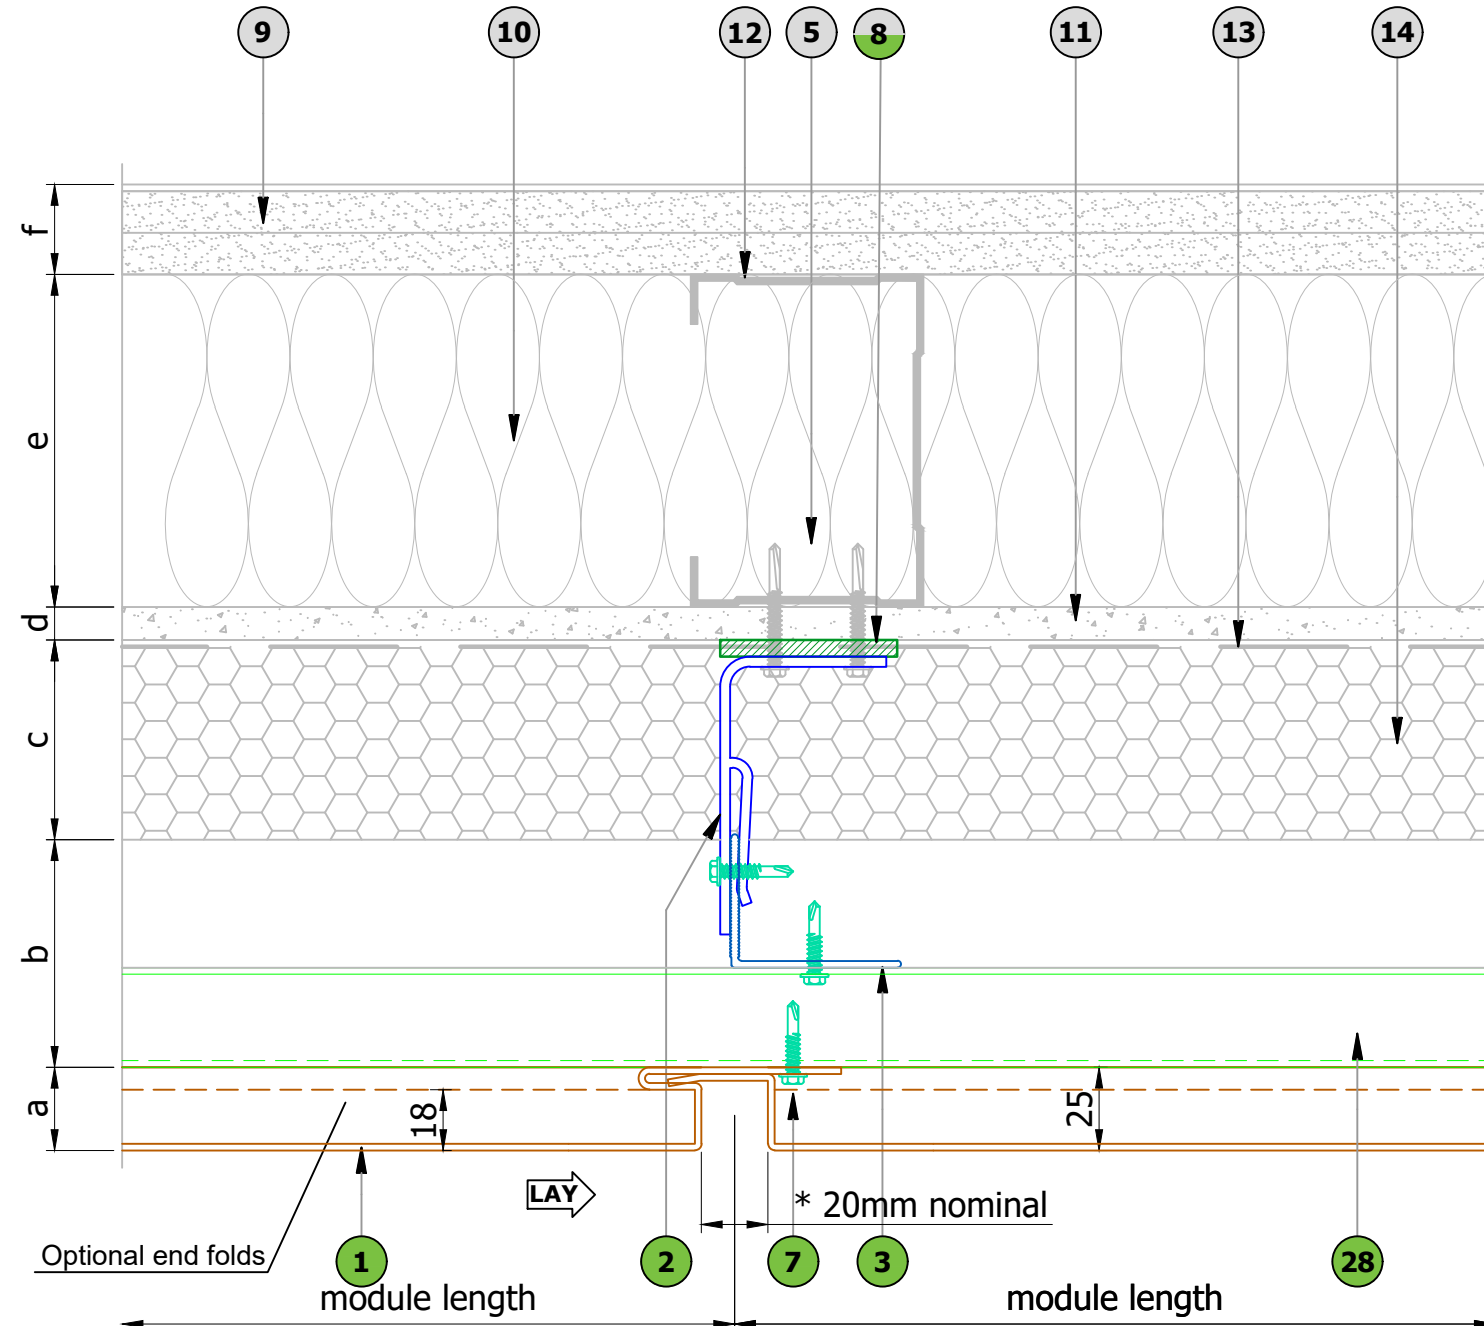 9 10 12 5 8 11 13 14
f
e
d
c
b
a
18
25
LAY
* 20mm nominal
Optional end folds
1 2 7 3 28
module length module length